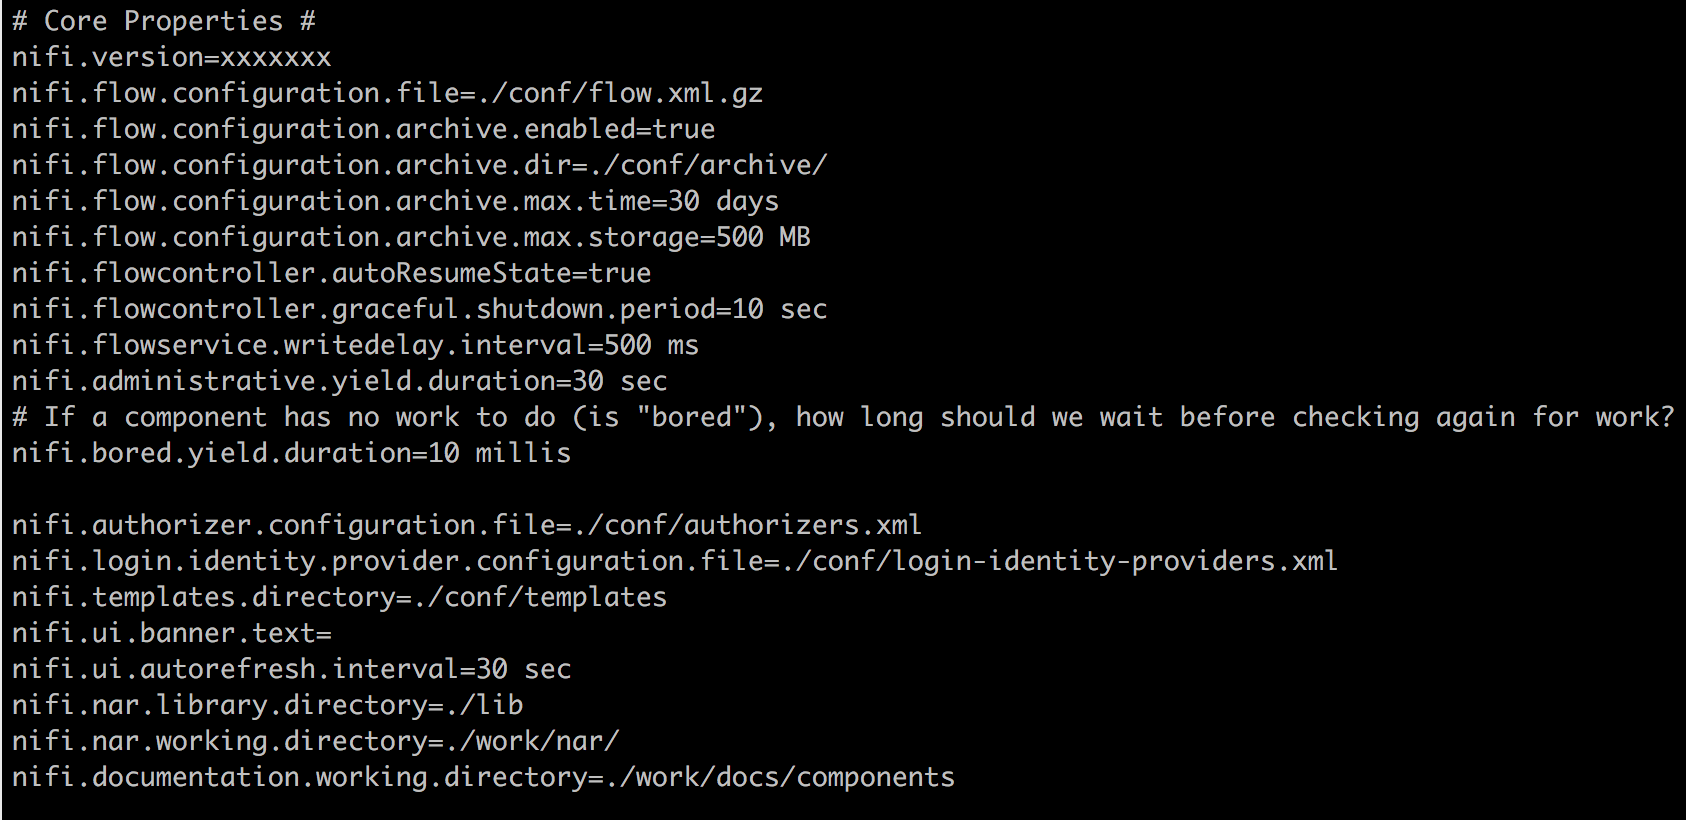 # Core Properties #
nifi.version=xxxxxxx
nifi.flow.configuration.file=./conf/flow.xml.gz
nifi.flow.configuration.archive.enabled=true
nifi.flow.configuration.archive.dir=./conf/archive/
nifi.flow.configuration.archive.max.time=30 days
nifi.flow.configuration.archive.max.storage=500 MB
nifi.flowcontroller.autoResumeState=true
nifi.flowcontroller.graceful.shutdown.period=10 sec
nifi.flowservice.writedelay.interval=500 ms
nifi.administrative.yield.duration=30 sec
# If a component has no work to do (is "bored"), how long should we wait before checking again for work?
nifi.bored.yield.duration=10 millis
nifi.authorizer.configuration.file=./conf/authorizers.xml
nifi.login.identity.provider.configuration.file=./conf/login-identity-providers.xml
nifi.templates.directory=./conf/templates
nifi.ui.banner.text=
nifi.ui.autorefresh.interval=30 sec
nifi.nar.library.directory=./lib
nifi.nar.working.directory=./work/nar/
nifi.documentation.working.directory=./work/docs/components